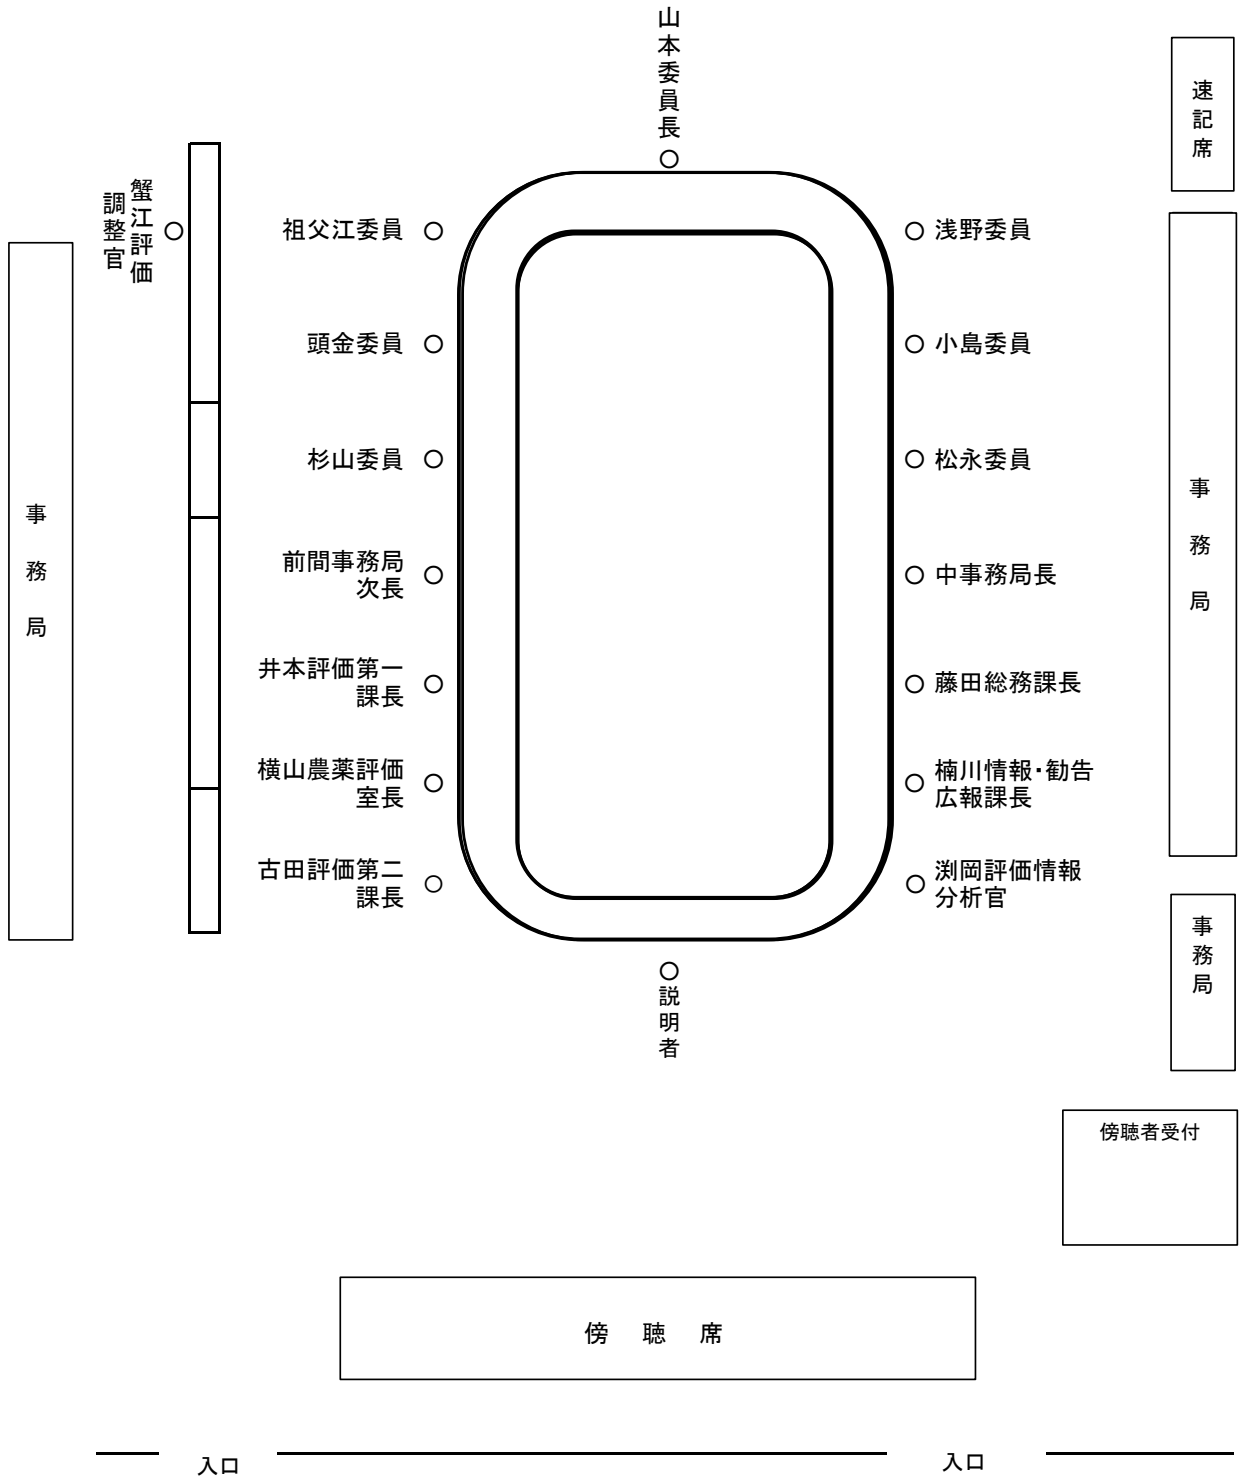 山本委員長
速記席
蟹江評価
調整官
祖父江委員
浅野委員
頭金委員
小島委員
杉山委員
松永委員
事務局
事務局
前間事務局
次長
中事務局長
井本評価第一
課長
藤田総務課長
横山農薬評価
室長
楠川情報・勧告
広報課長
古田評価第二
課長
渕岡評価情報
分析官
事務局
説明者
傍聴者受付
傍聴席
入口
入口